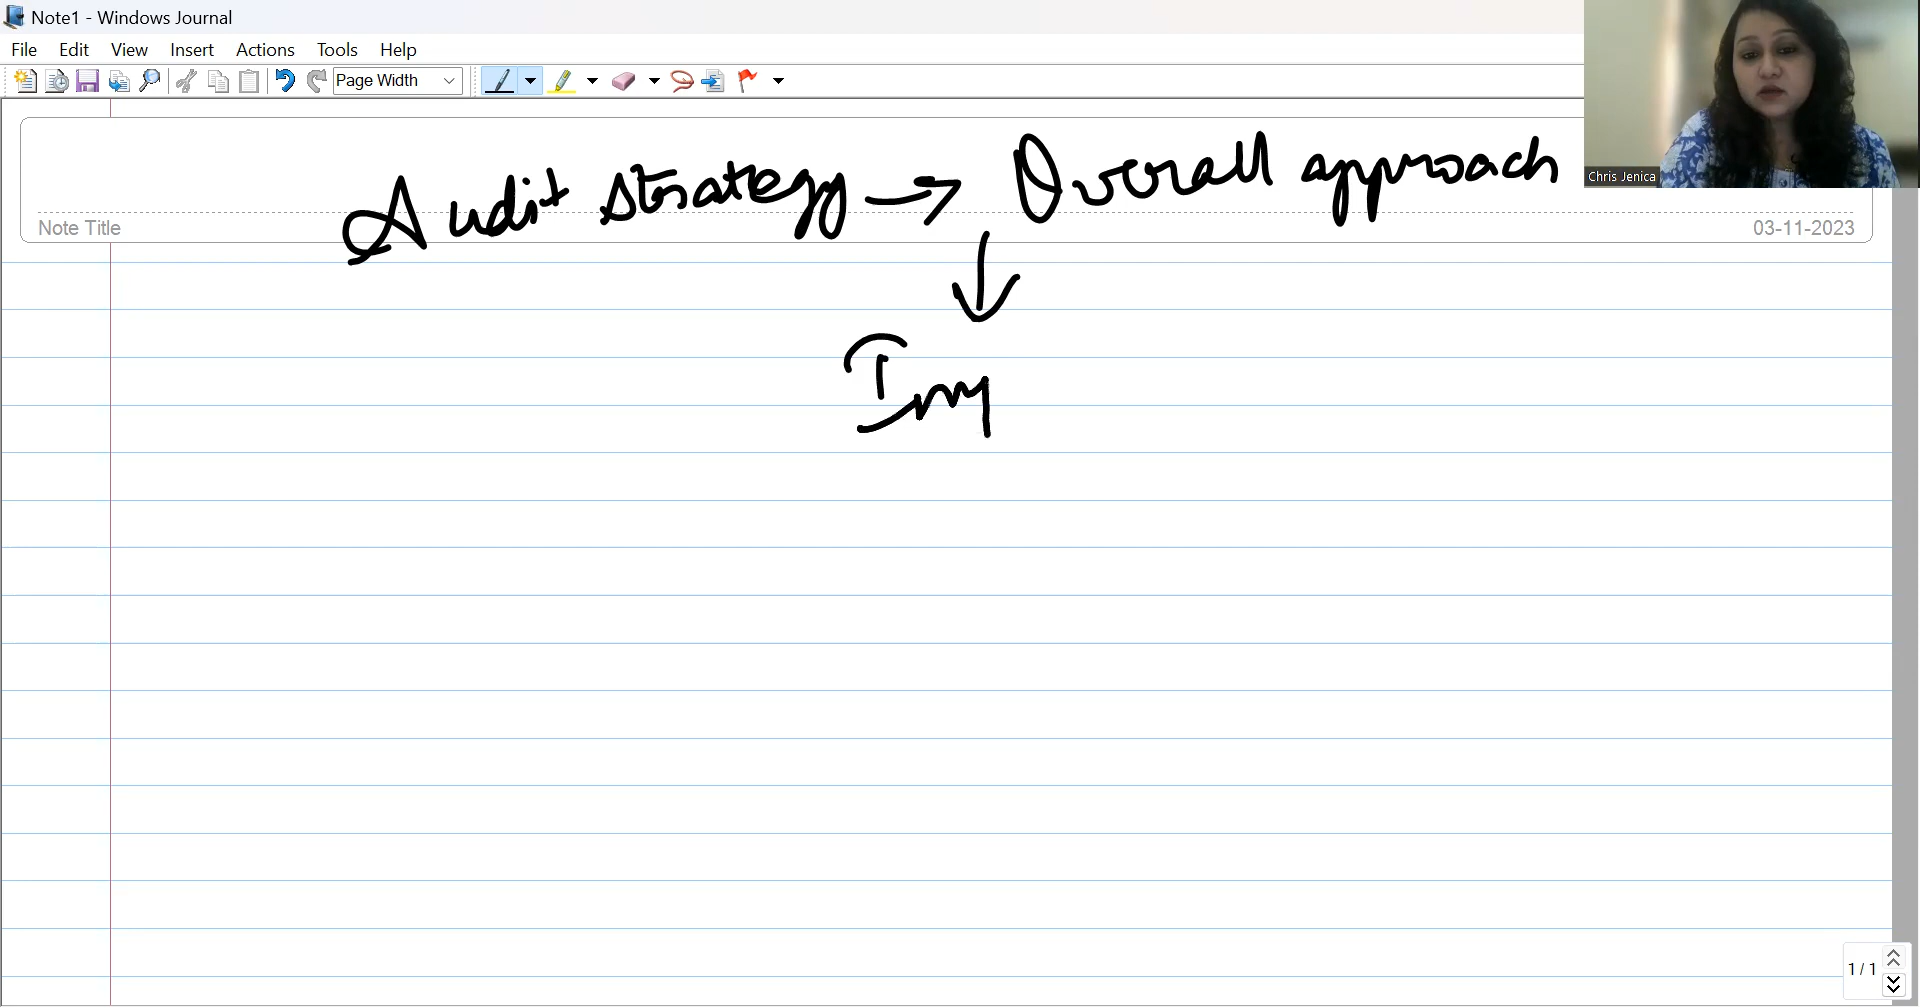 Note1 - Windows Journal
File Edit View Insert Actions Tools Help
Page Width
Chris Jenica
Audit strategy → Overall approach
Note Title
03-11-2023
↓
1 / 1